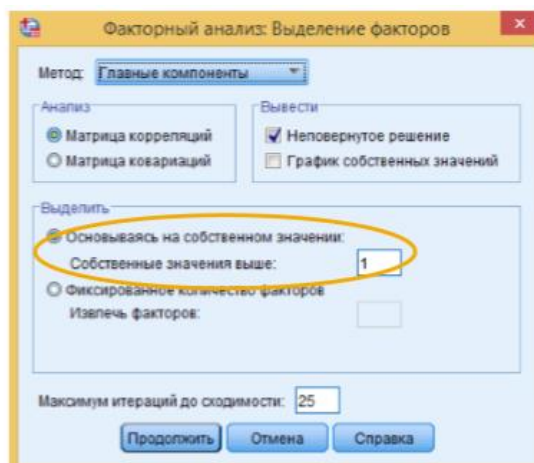 Факторный анализ: Выделение факторов
Метод: Главные компоненты
Анализ
Матрица корреляций
Матрица ковариаций
Вывести
Неповернутое решение
График собственных значений
Выделить
Основываясь на собственном значении:
Собственные значения выше: 1
Фиксированное количество факторов
Извлечь факторов:
Максимум итераций до сходимости: 25
Продолжить Отмена Справка